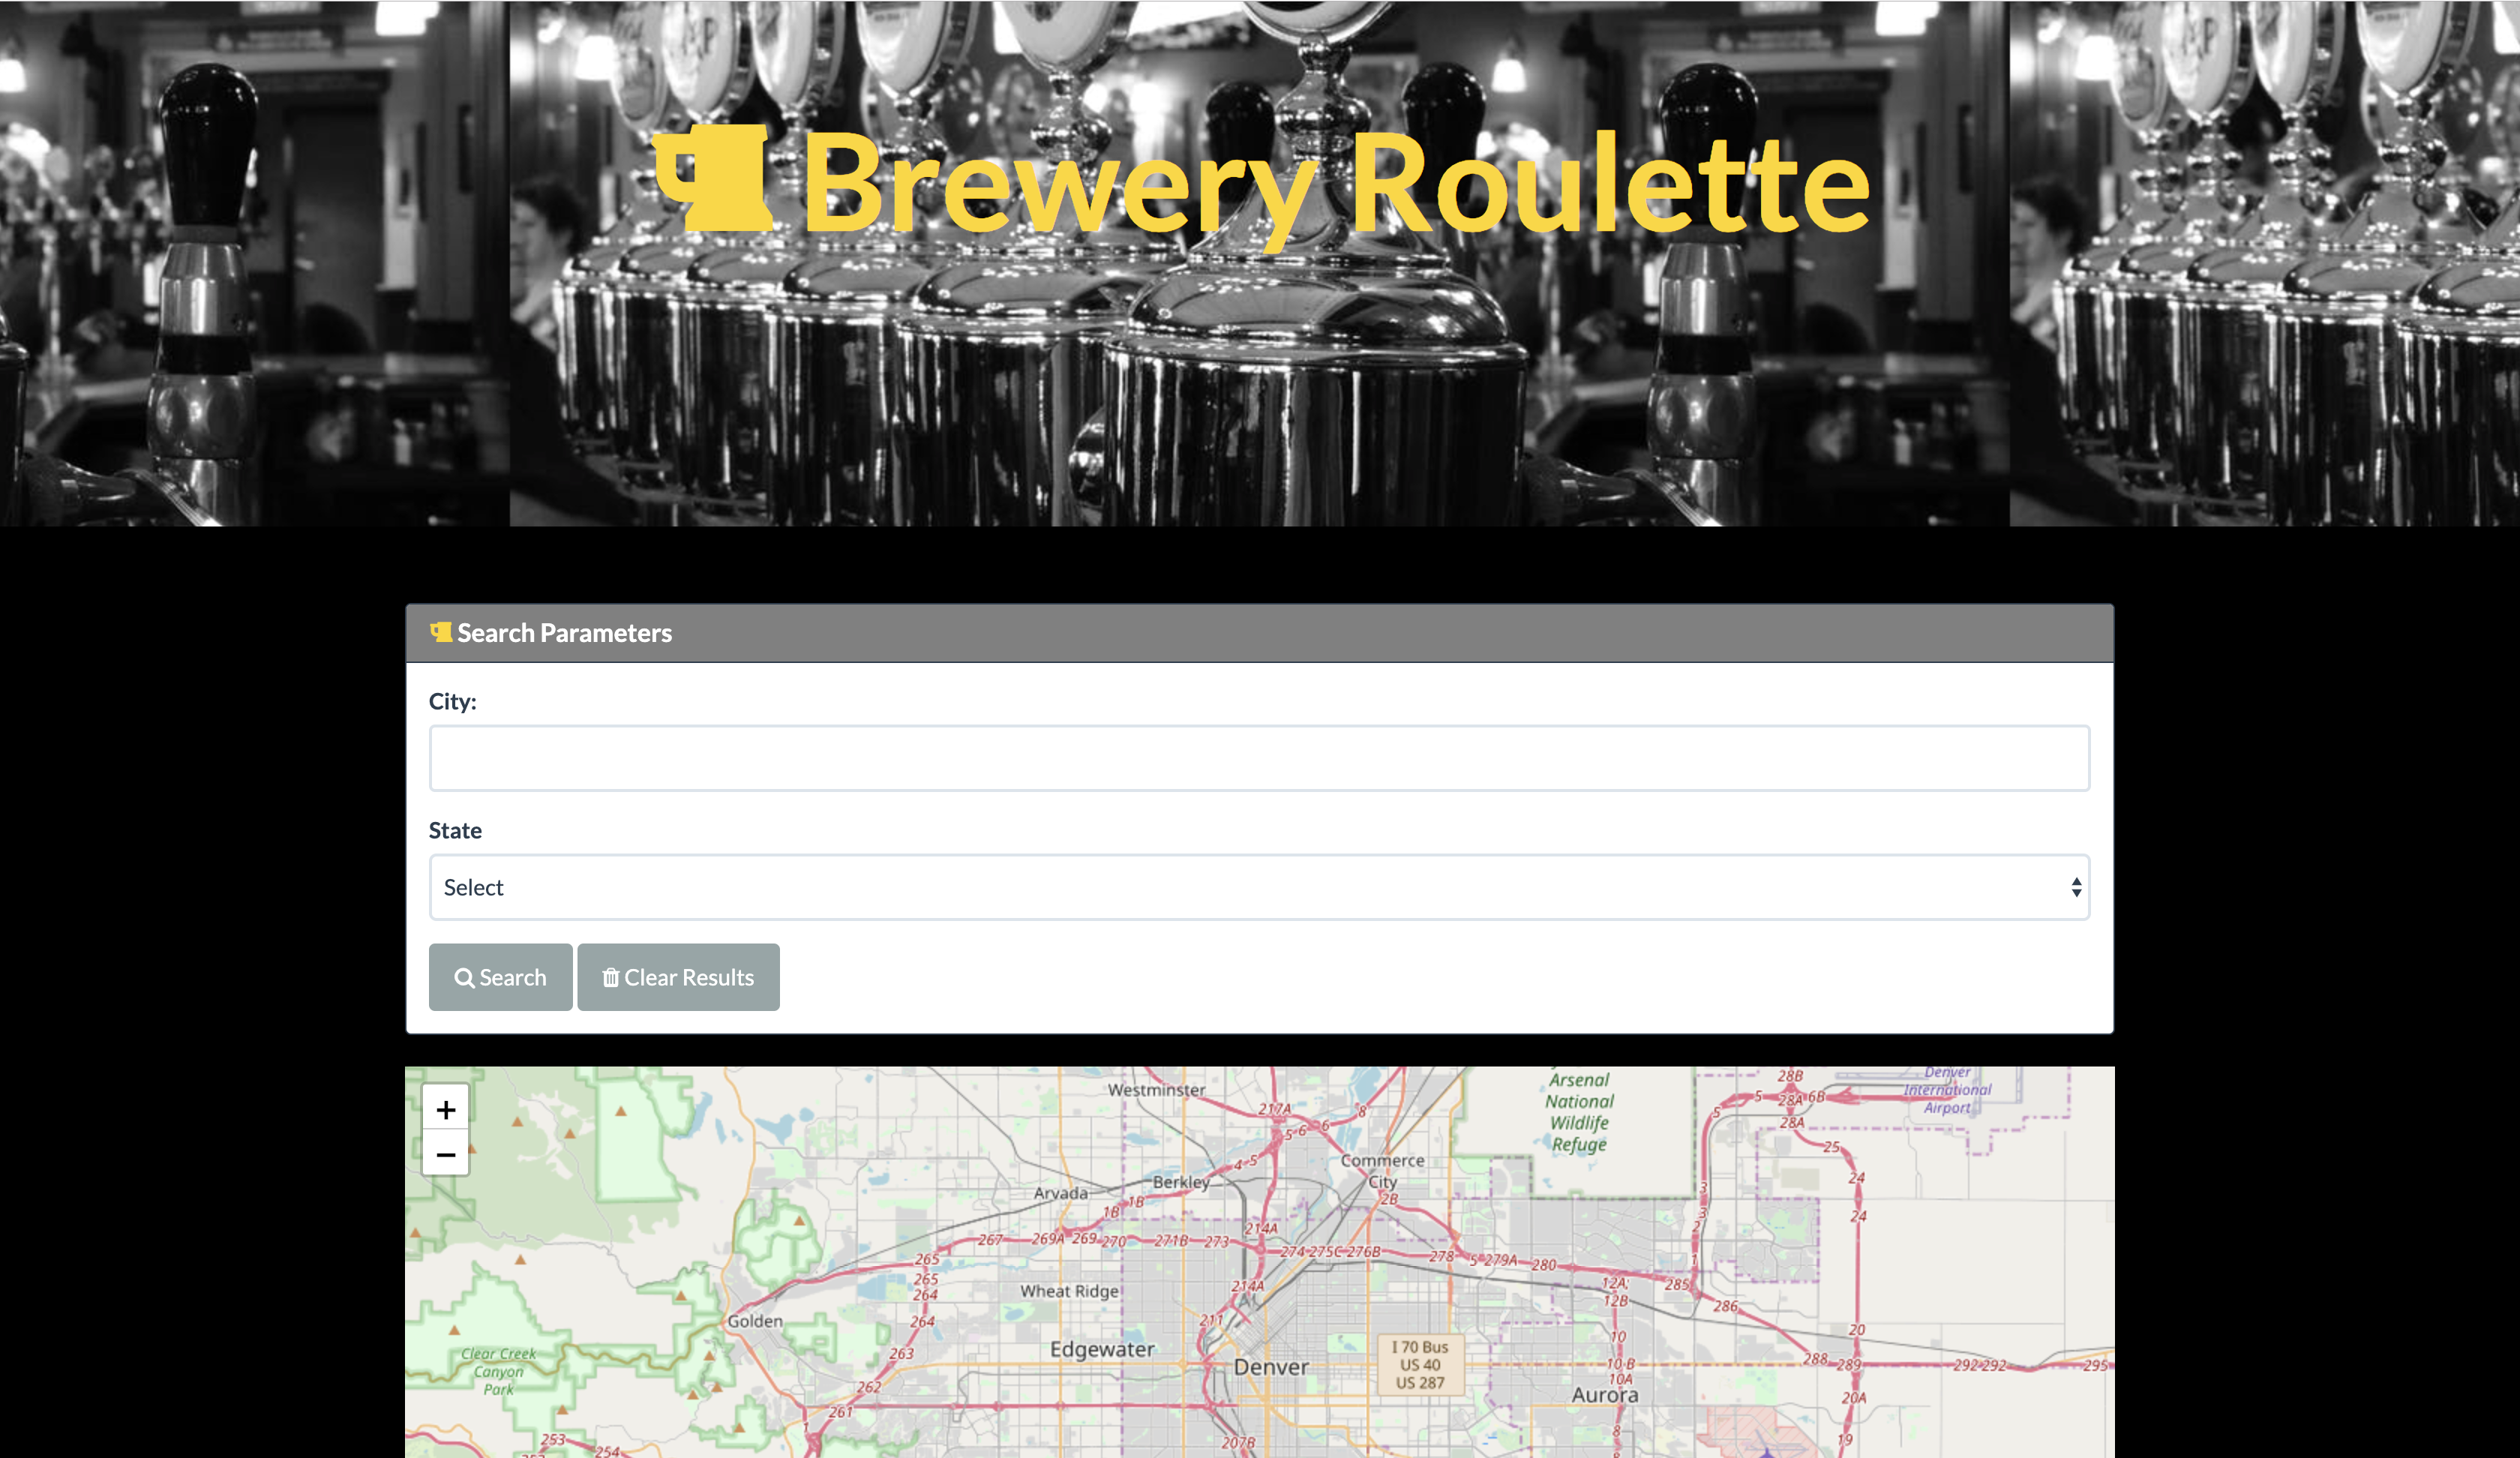 Brewery Roulette
Search Parameters
City:
State
Select
Search
Clear Results
+
−
Westminster
Arsenal
National
Wildlife
Refuge
28B
Denver
International
Airport
5
28A
6B
5
28A
217A
8
5
6
6
25
4
5
Commerce
City
24
Arvada
Berkley
1B
1B
2B
3
3
2
1
24
214A
267
269A
269
270
271B
273
274
275C
276B
278
5
279A
280
265
265
264
264
Wheat Ridge
214A
12A;
12B
285
286
Golden
211
20
10
Clear Creek
Canyon
Park
263
Edgewater
Denver
I 70 Bus
US 40
US 287
10 B
10A
288
289
292
292
295
262
Aurora
20A
261
1
253
254
207B
8
19